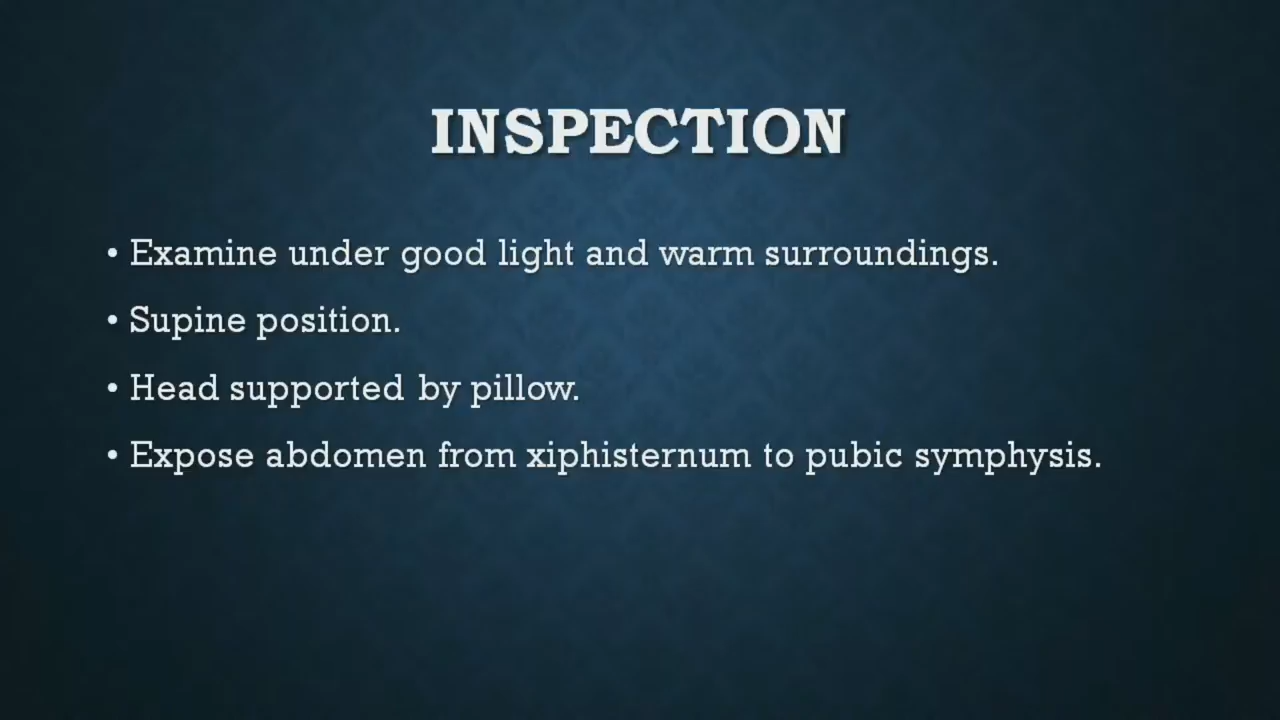 INSPECTION
• Examine under good light and warm surroundings.
• Supine position.
• Head supported by pillow.
• Expose abdomen from xiphisternum to pubic symphysis.